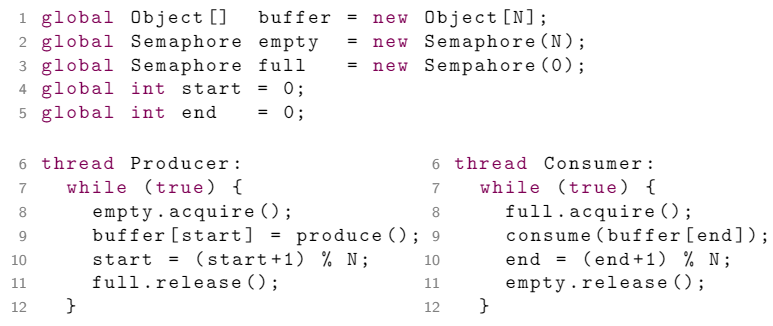 1 global Object[]  buffer = new Object[N];
2 global Semaphore empty  = new Semaphore(N);
3 global Semaphore full   = new Sempahore(0);
4 global int start = 0;
5 global int end   = 0;
6 thread Producer:
7   while (true) {
8     empty.acquire();
9     buffer[start] = produce();
10     start = (start+1) % N;
11     full.release();
12   }
6 thread Consumer:
7   while (true) {
8     full.acquire();
9     consume(buffer[end]);
10     end = (end+1) % N;
11     empty.release();
12   }